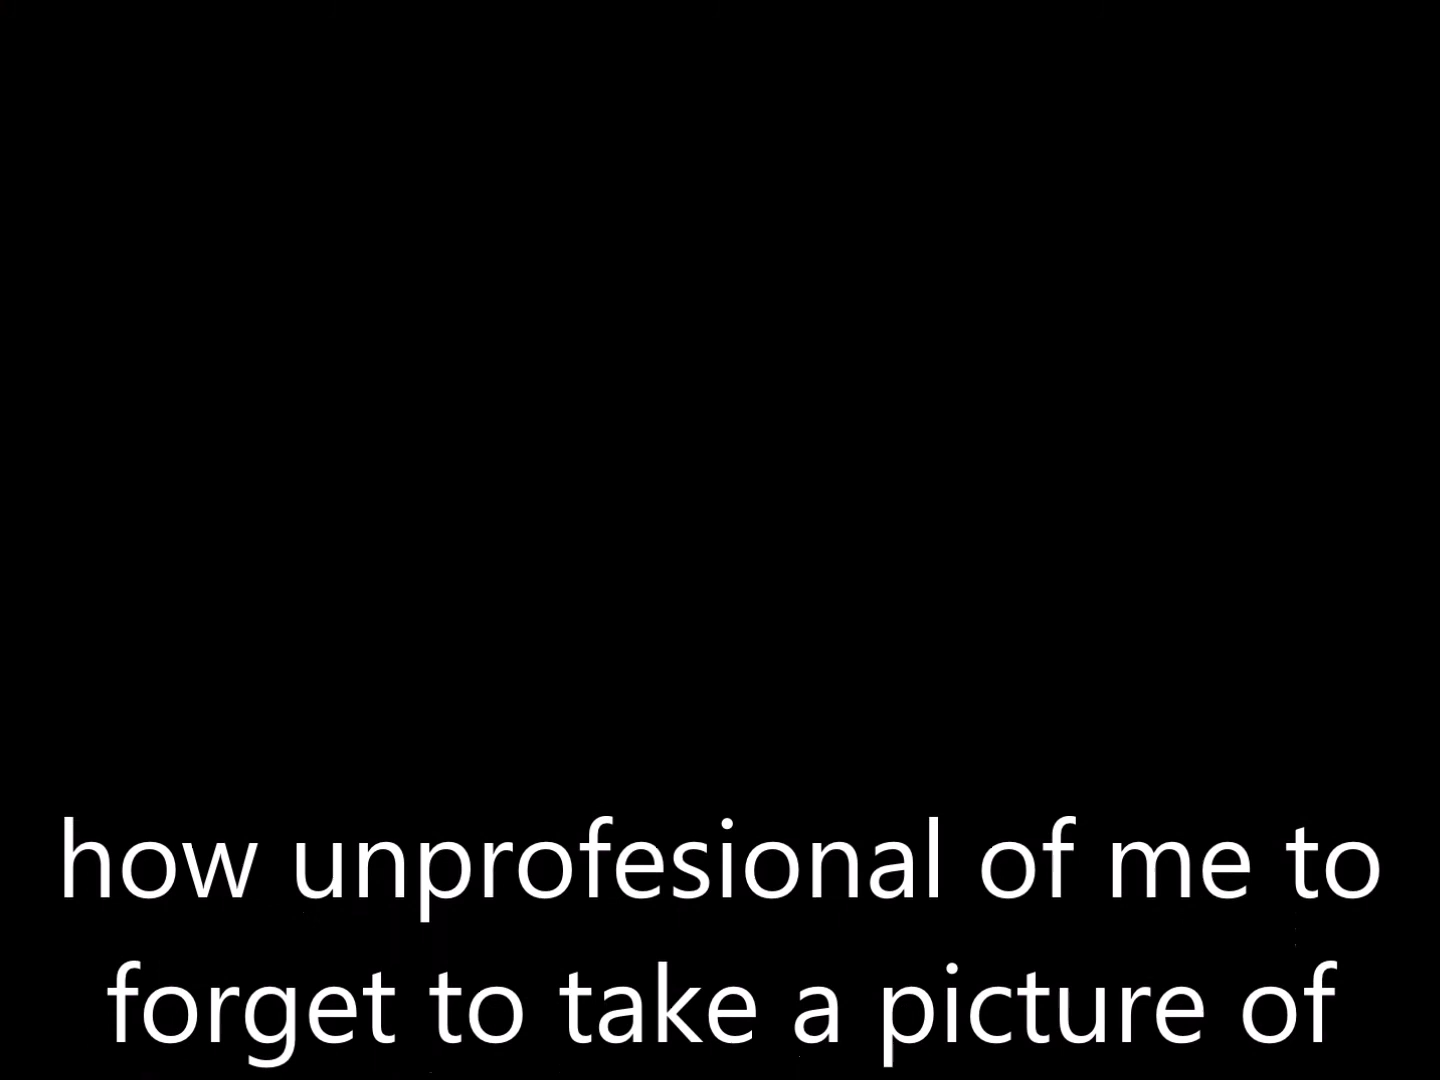 how unprofesional of me to
forget to take a picture of